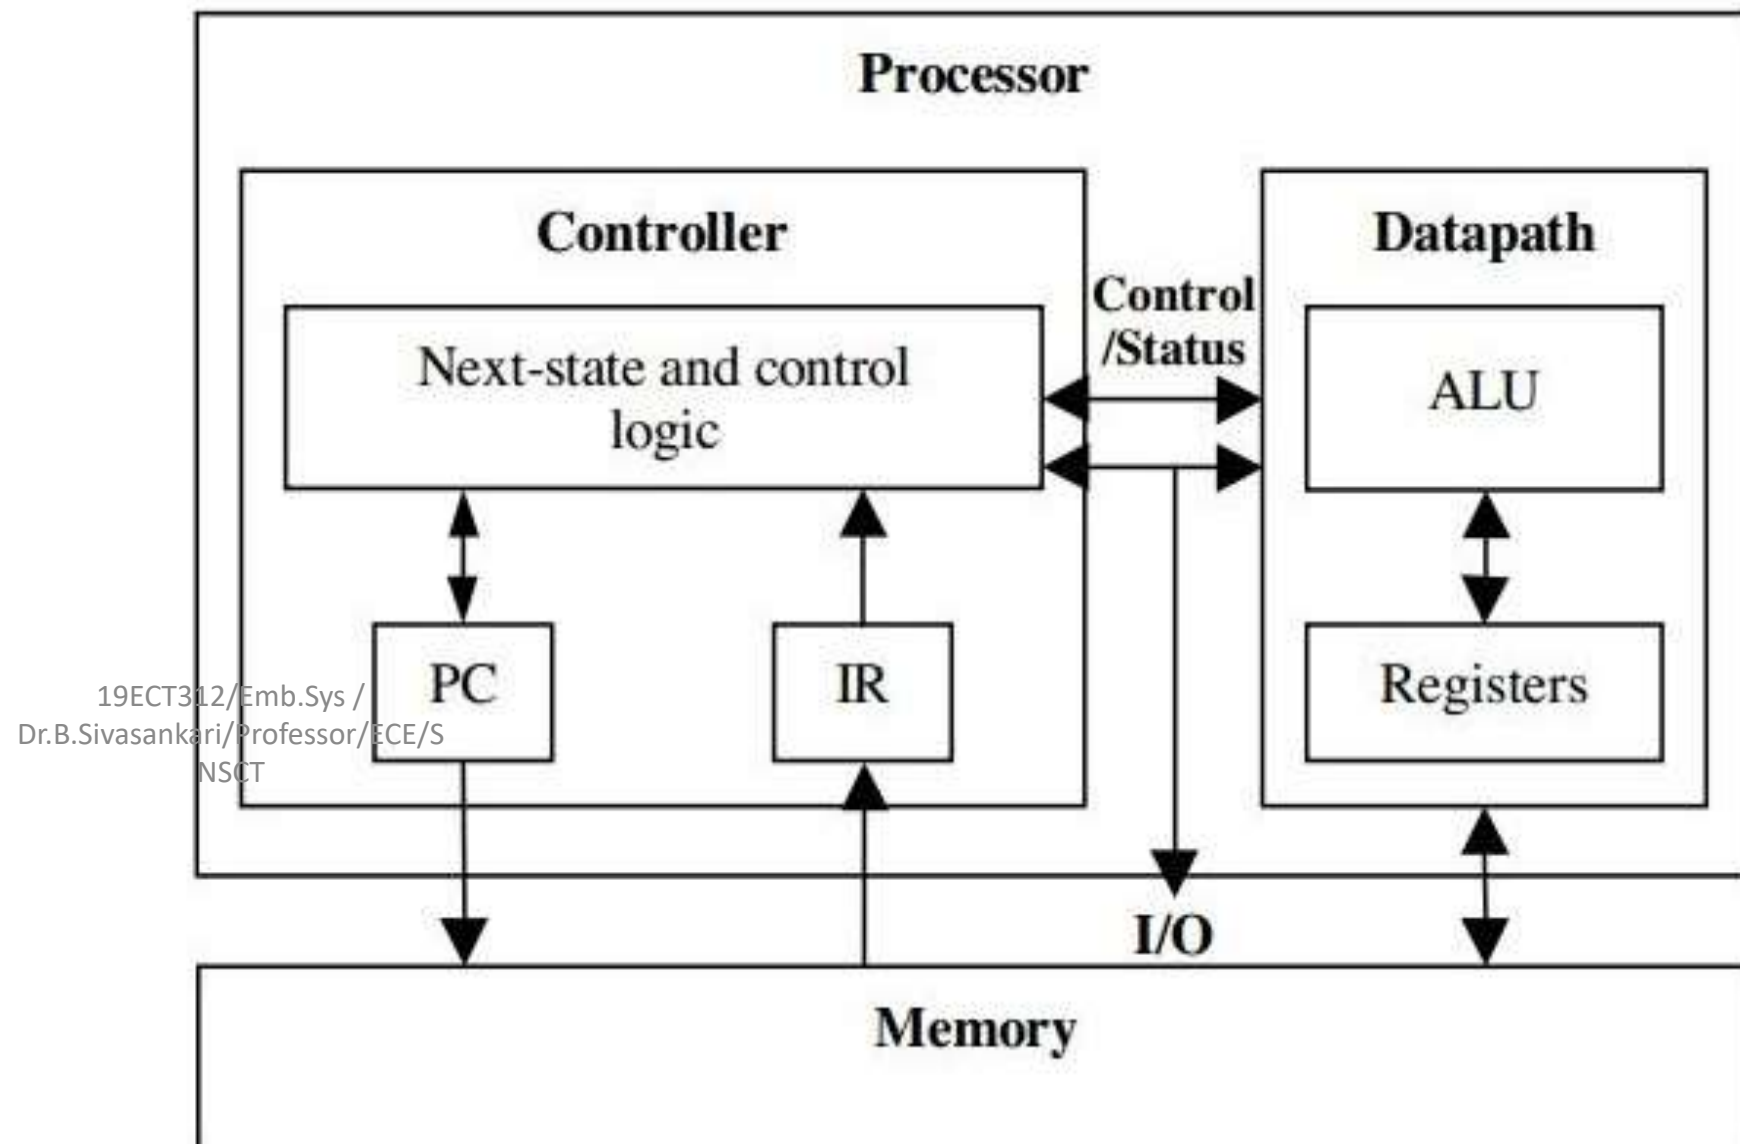 Processor
Controller
Datapath
Control
/Status
Next-state and control
logic
ALU
PC
IR
Registers
19ECT312/Emb.Sys /
Dr.B.Sivasankari/Professor/ECE/S
NSCT
I/O
Memory